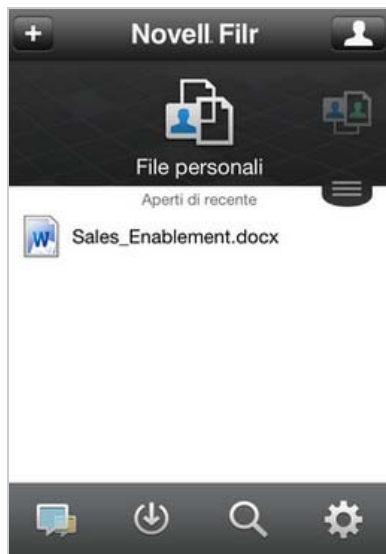 Novell Filr
File personali
Aperti di recente
W Sales_Enablement.docx